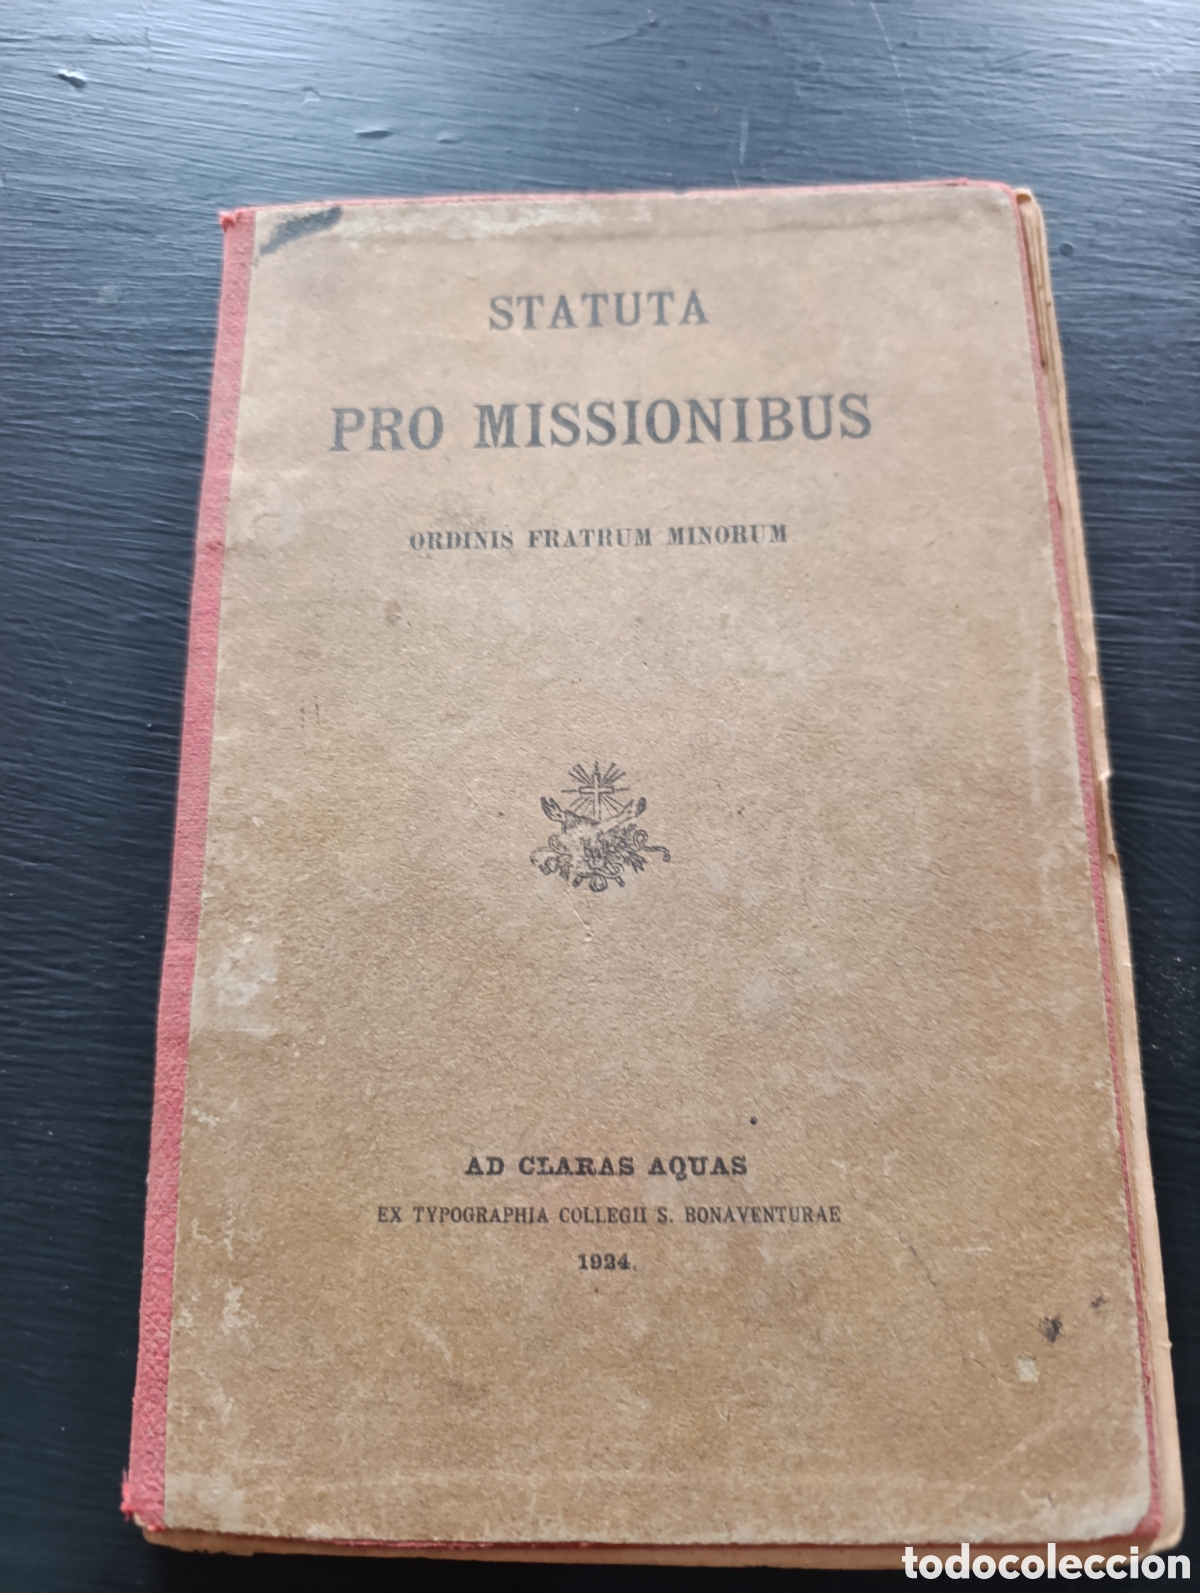 STATUTA
PRO MISSIONIBUS
ORDINIS FRATRUM MINORUM
AD CLARAS AQUAS
EX TYPOGRAPHIA COLLEGII S. BONAVENTURAE
1924.
todocoleccion